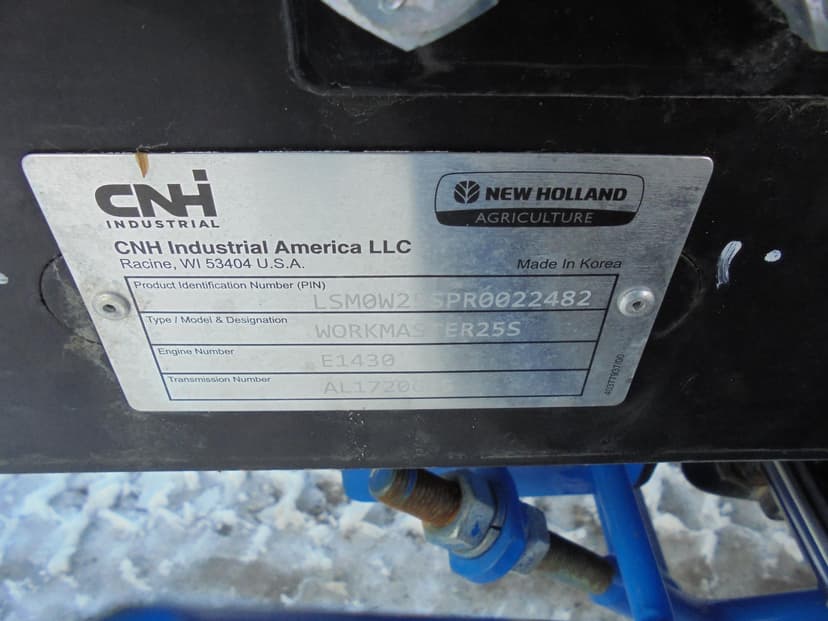 CNH
INDUSTRIAL
NEW HOLLAND
AGRICULTURE
CNH Industrial America LLC
Racine, WI 53404 U.S.A.
Made In Korea
Product Identification Number (PIN)
Type / Model & Designation
WORKMASTER25S
Engine Number
E1430
Transmission Number